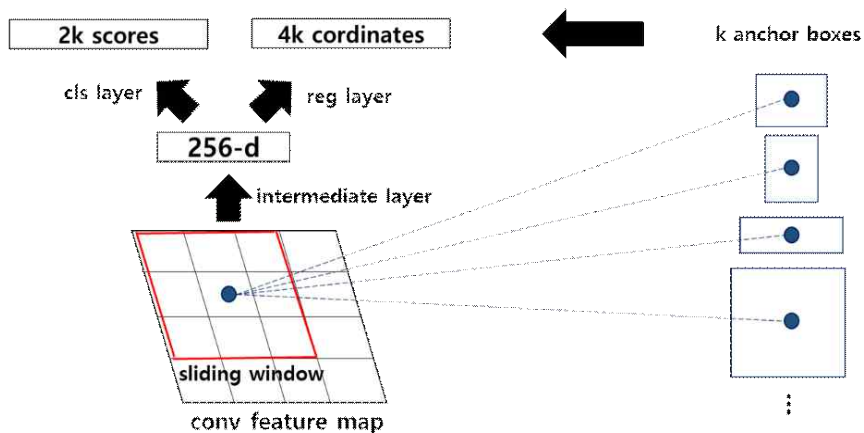 2k scores
4k cordinates
k anchor boxes
cls layer
reg layer
256-d
intermediate layer
sliding window
conv feature map